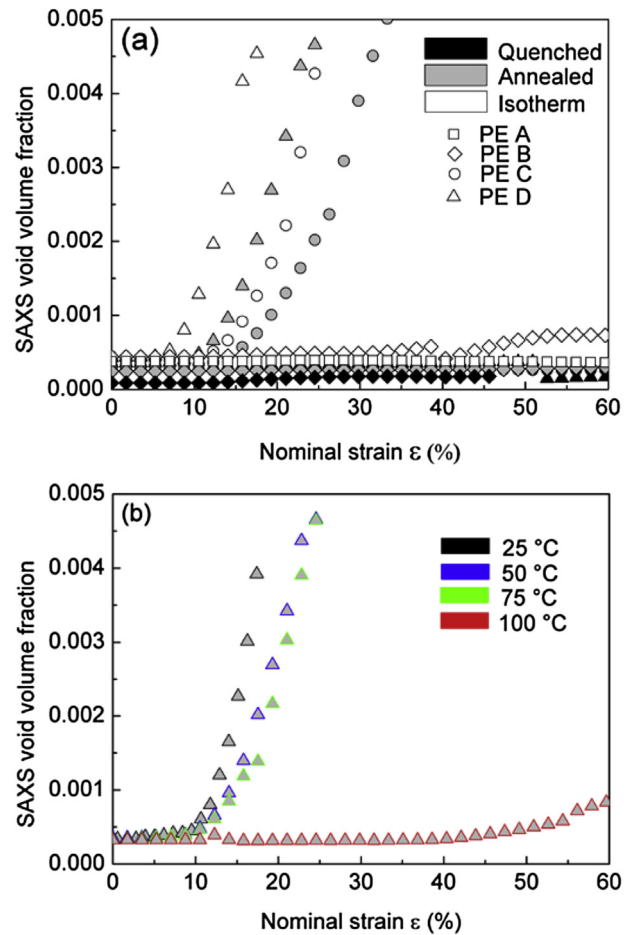 (a)
0.005
0.004
0.003
0.002
0.001
0.000
SAXS void volume fraction
Quenched
Annealed
Isotherm
PE A
PE B
PE C
PE D
0 10 20 30 40 50 60
Nominal strain ε (%)
(b)
0.005
0.004
0.003
0.002
0.001
0.000
SAXS void volume fraction
25 °C
50 °C
75 °C
100 °C
0 10 20 30 40 50 60
Nominal strain ε (%)